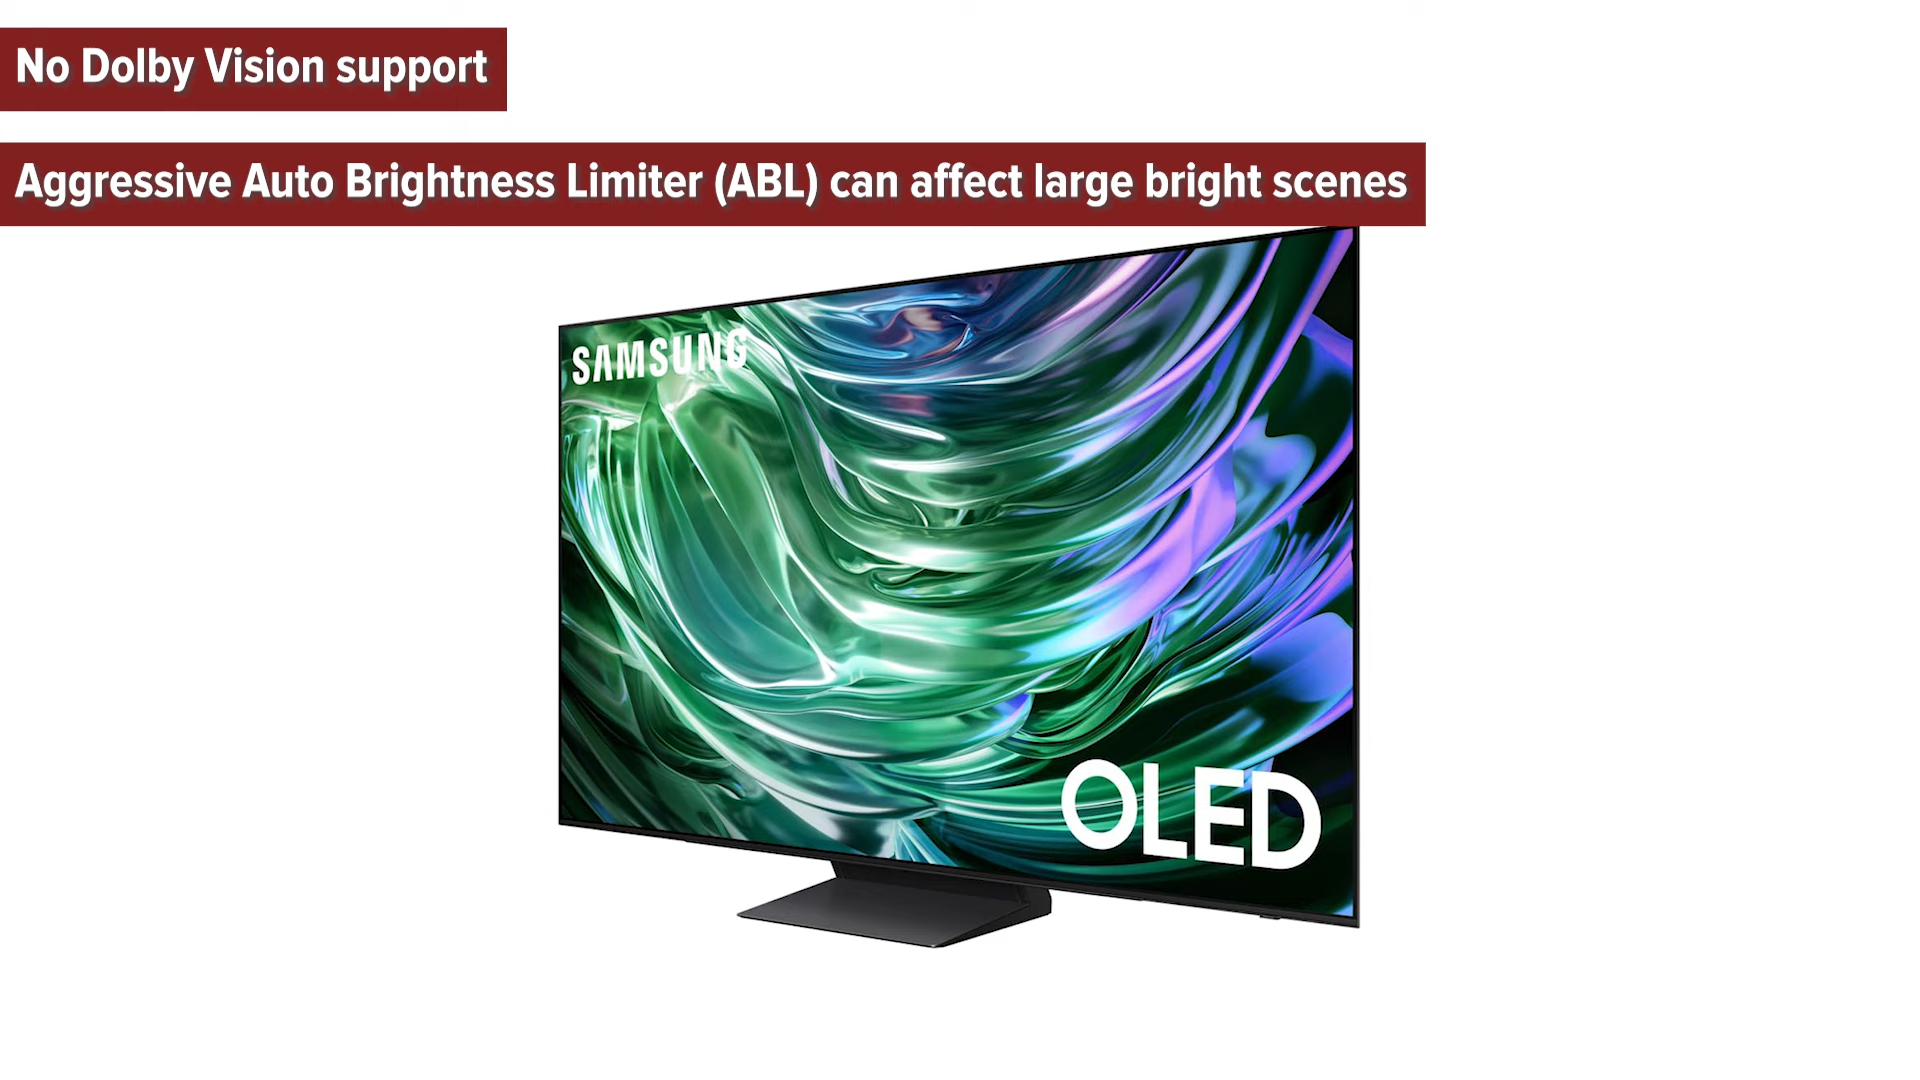 No Dolby Vision support
Aggressive Auto Brightness Limiter (ABL) can affect large bright scenes
SAMSUNG
OLED